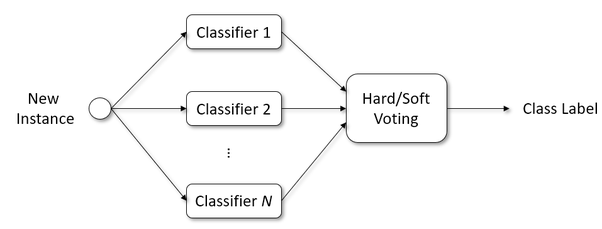 New
Instance
Classifier 1
Classifier 2
⋮
Classifier N
Hard/Soft
Voting
Class Label